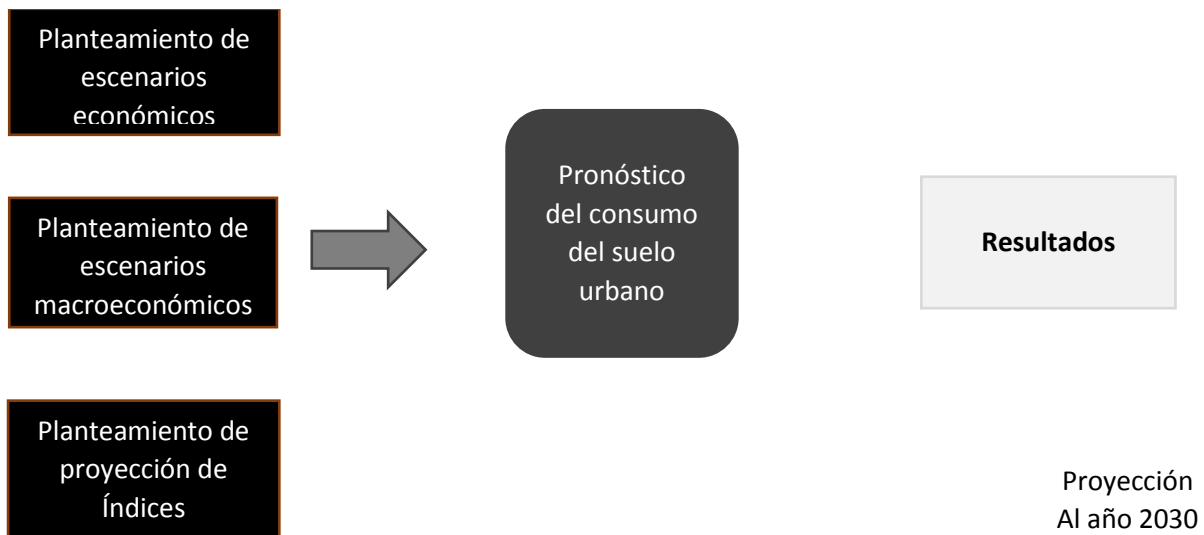 Planteamiento de
escenarios
económicos
Planteamiento de
escenarios
macroeconómicos
Planteamiento de
proyección de
Índices
Pronóstico
del consumo
del suelo
urbano
Resultados
Proyección
Al año 2030